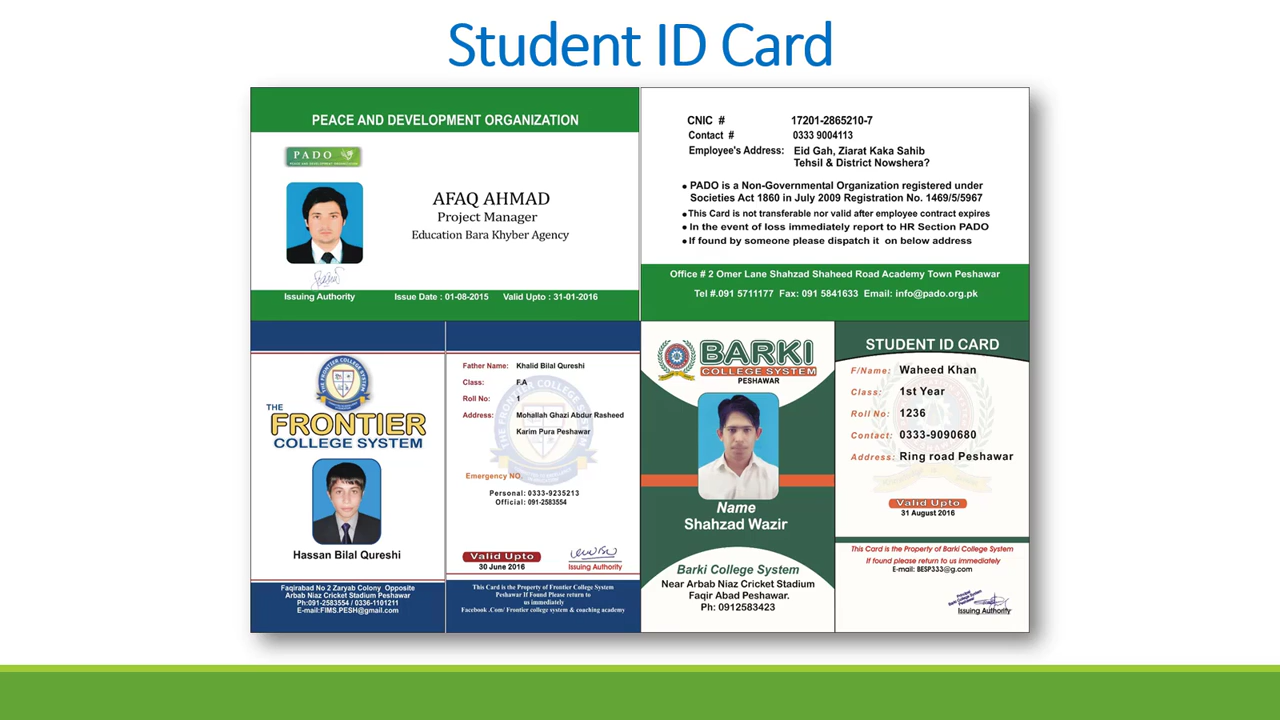 Student ID Card
PEACE AND DEVELOPMENT ORGANIZATION
PADO
AFAQ AHMAD
Project Manager
Education Bara Khyber Agency
Issuing Authority
Issue Date : 01-08-2015 Valid Upto : 31-01-2016
CNIC # 17201-2865210-7
Contact # 0333 9004113
Employee's Address: Eid Gah, Ziarat Kaka Sahib
Tehsil & District Nowshera?
• PADO is a Non-Governmental Organization registered under
Societies Act 1860 in July 2009 Registration No. 1469/5/5967
• This Card is not transferable nor valid after employee contract expires
• In the event of loss immediately report to HR Section PADO
• If found by someone please dispatch it on below address
Office # 2 Omer Lane Shahzad Shaheed Road Academy Town Peshawar
Tel #.091 5711177 Fax: 091 5841633 Email: info@pado.org.pk
THE
FRONTIER
COLLEGE SYSTEM
Hassan Bilal Qureshi
Faqirabad No 2 Zaryab Colony Opposite
Arbab Niaz Cricket Stadium Peshawar
Ph:091-2583554 / 0336-1101211
E-mail:FIMS.PESH@gmail.com
Father Name: Khalid Bilal Qureshi
Class: F.A
Roll No: 1
Address: Mohallah Ghazi Abdur Rasheed
Karim Pura Peshawar
Emergency NO.
Personal: 0333-9235213
Official: 091-2583554
Valid Upto
30 June 2016
Issuing Authority
This Card is the Property of Frontier College System
Peshawar If Found Please return to
us immediately
Facebook .Com/ Frontier college system & coaching academy
BARKI
COLLEGE SYSTEM
PESHAWAR
Name
Shahzad Wazir
Barki College System
Near Arbab Niaz Cricket Stadium
Faqir Abad Peshawar.
Ph: 0912583423
STUDENT ID CARD
F/Name: Waheed Khan
Class: 1st Year
Roll No: 1236
Contact: 0333-9090680
Address: Ring road Peshawar
Valid Upto
31 August 2016
This Card is the Property of Barki College System
If found please return to us immediately
E-mail: BESP333@g.com
Issuing Authority